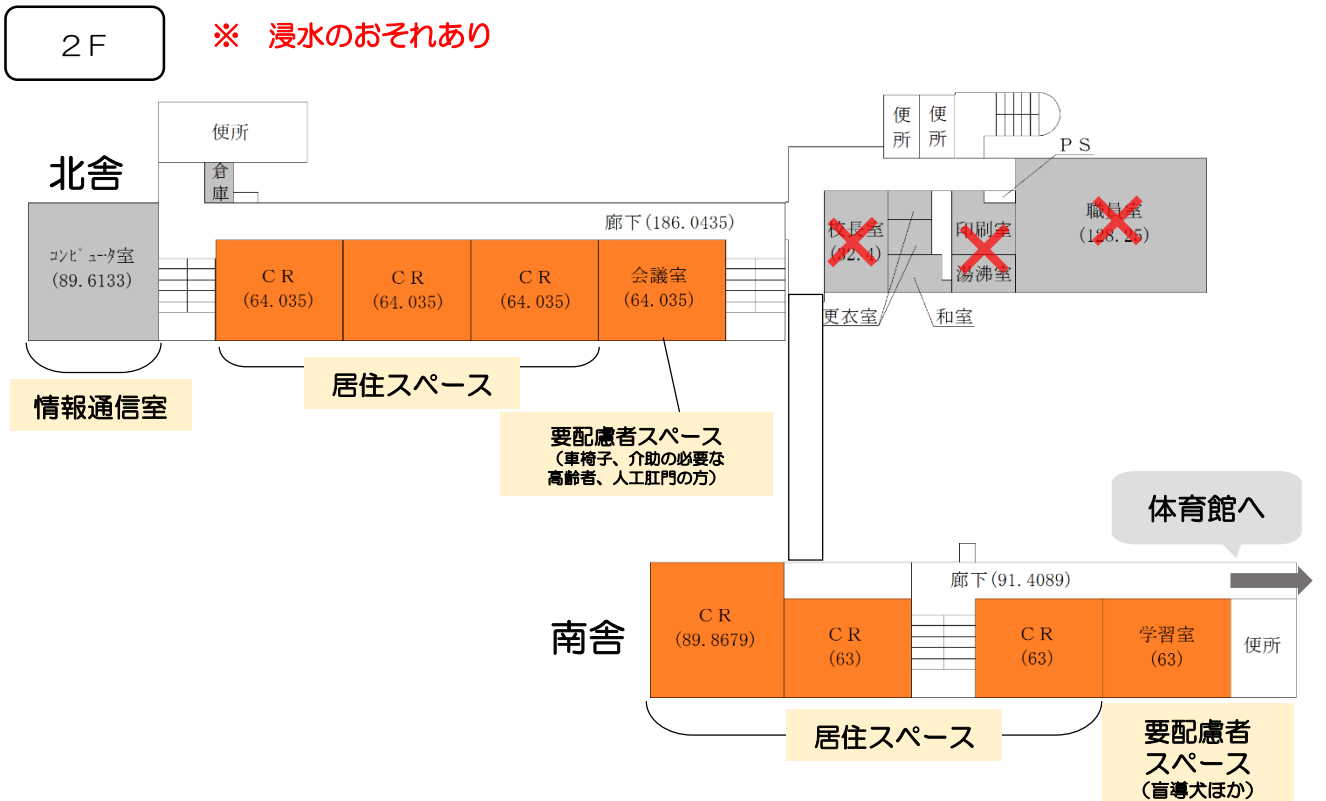 ２Ｆ
※　浸水のおそれあり
北舎
便所
倉庫
コンピュータ室
(89.6133)
廊下(186.0435)
ＣＲ
(64.035)
ＣＲ
(64.035)
ＣＲ
(64.035)
会議室
(64.035)
情報通信室
居住スペース
要配慮者スペース
（車椅子、介助の必要な
高齢者、人工肛門の方）
便所
便所
ＰＳ
校長室
(32.4)
印刷室
湯沸室
職員室
(128.25)
更衣室
和室
体育館へ
南舎
廊下(91.4089)
ＣＲ
(89.8679)
ＣＲ
(63)
ＣＲ
(63)
学習室
(63)
便所
居住スペース
要配慮者
スペース
（盲導犬ほか）